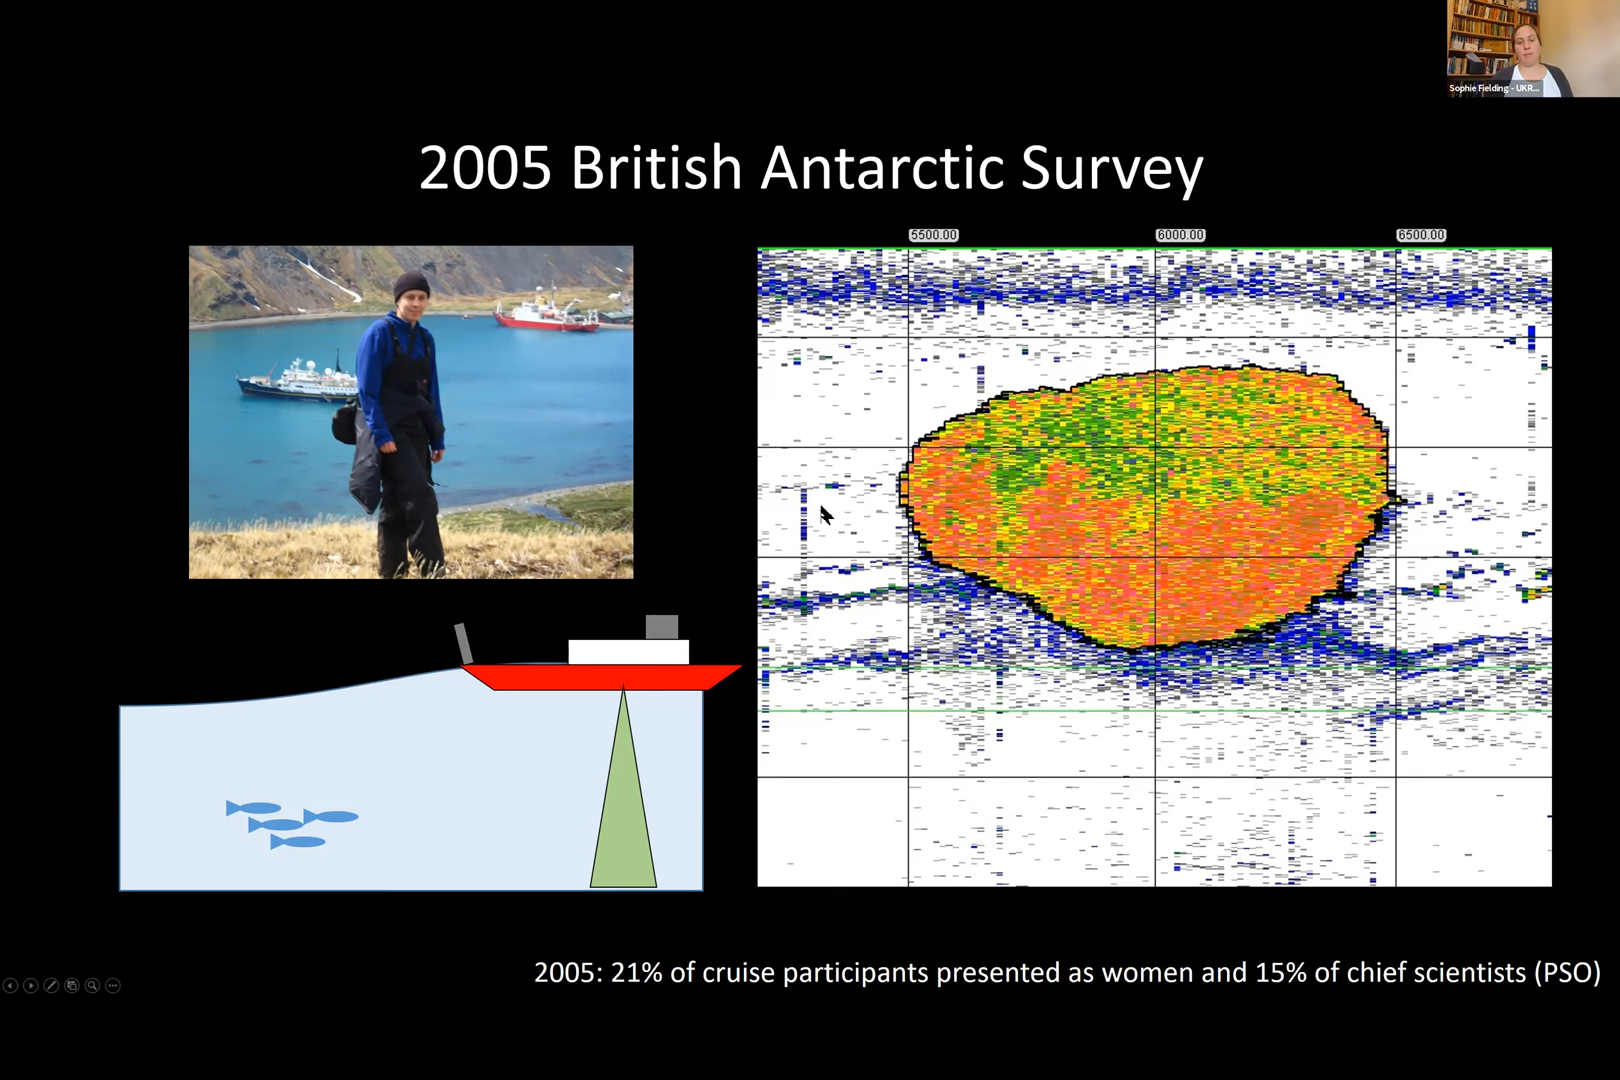 Sophie Fielding - UKR...
2005 British Antarctic Survey
5500.00 6000.00 6500.00
2005: 21% of cruise participants presented as women and 15% of chief scientists (PSO)